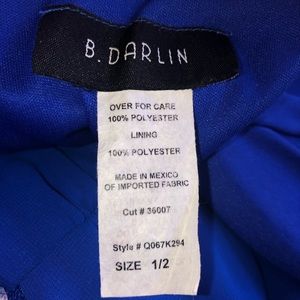 B. DARLIN
OVER FOR CARE
100% POLYESTER
LINING
100% POLYESTER
MADE IN MEXICO
OF IMPORTED FABRIC
Cut # 36007
Style # Q067K294
SIZE 1/2